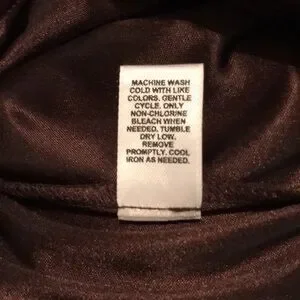 MACHINE WASH
COLD WITH LIKE
COLORS. GENTLE
CYCLE. ONLY
NON-CHLORINE
BLEACH WHEN
NEEDED. TUMBLE
DRY LOW.
REMOVE
PROMPTLY. COOL
IRON AS NEEDED.